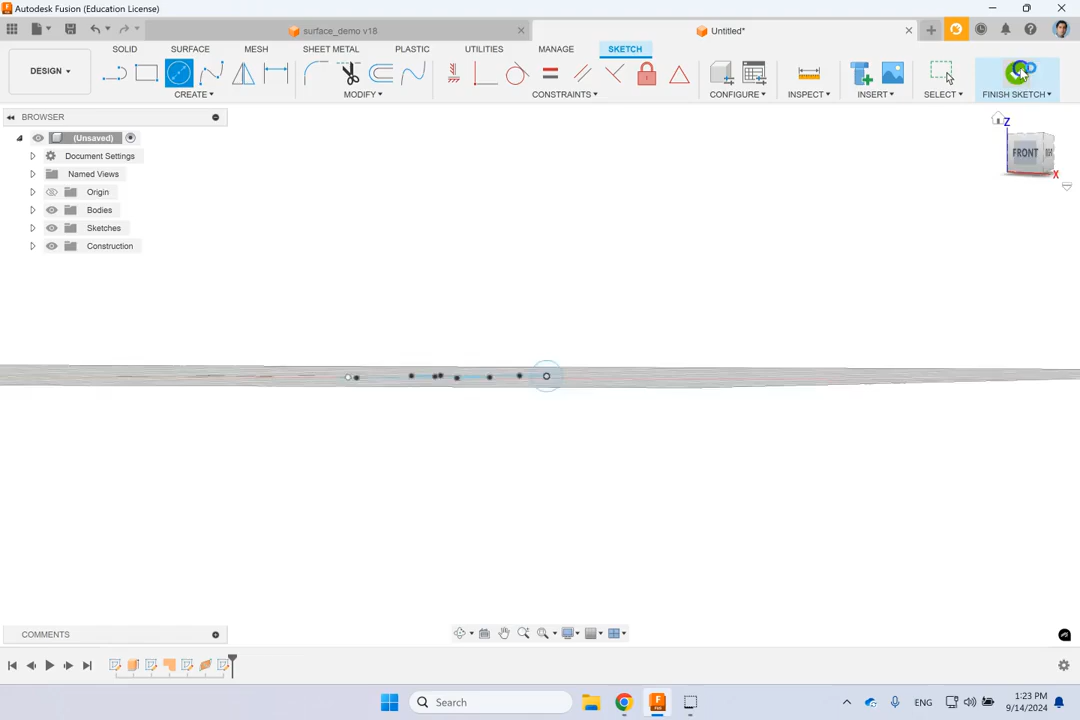 Autodesk Fusion (Education License)
surface_demo v18
Untitled*
DESIGN
SOLID SURFACE MESH SHEET METAL PLASTIC UTILITIES MANAGE SKETCH
CREATE MODIFY CONSTRAINTS CONFIGURE INSPECT INSERT SELECT FINISH SKETCH
BROWSER
(Unsaved)
Document Settings
Named Views
Origin
Bodies
Sketches
Construction
Z
FRONT
X
COMMENTS
Search
ENG
1:23 PM
9/14/2024